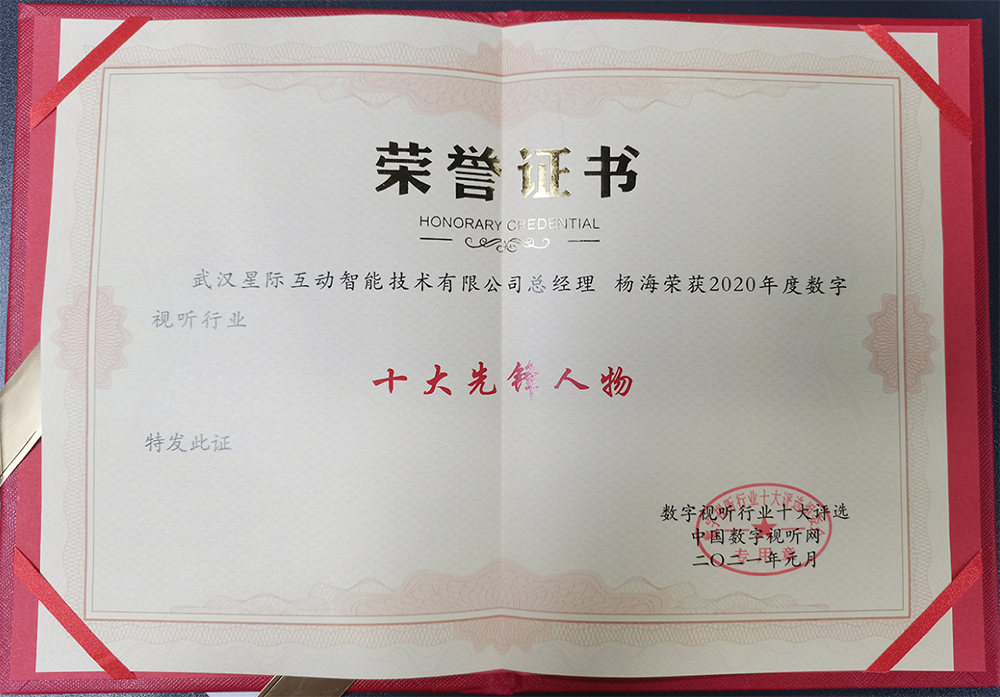 荣誉证书
HONORARY CREDENTIAL
武汉星际互动智能技术有限公司总经理 杨海荣获2020年度数字
视听行业
十大先锋人物
特发此证
数字视听行业十大评选
中国数字视听网
二〇二一年元月
专用章